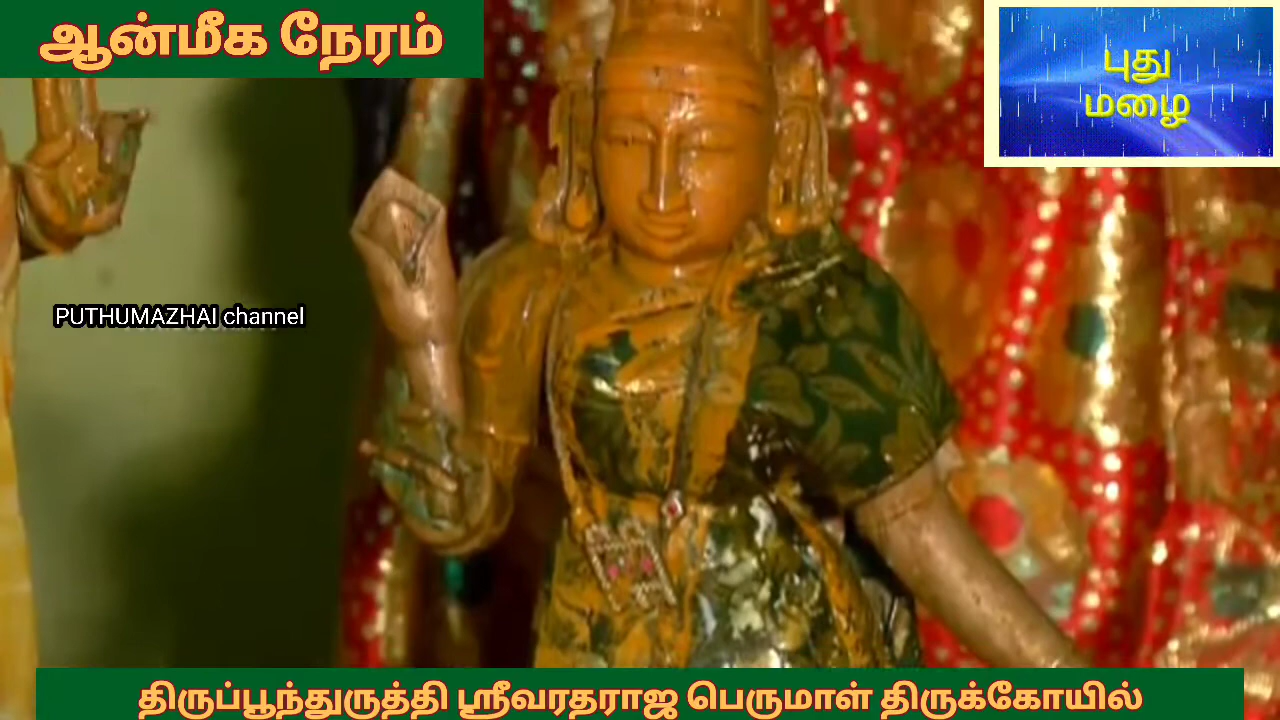 ஆன்மீக நேரம்
புது
மழை
PUTHUMAZHAI channel
திருப்பூந்துருத்தி ஸ்ரீவரதராஜ பெருமாள் திருக்கோயில்